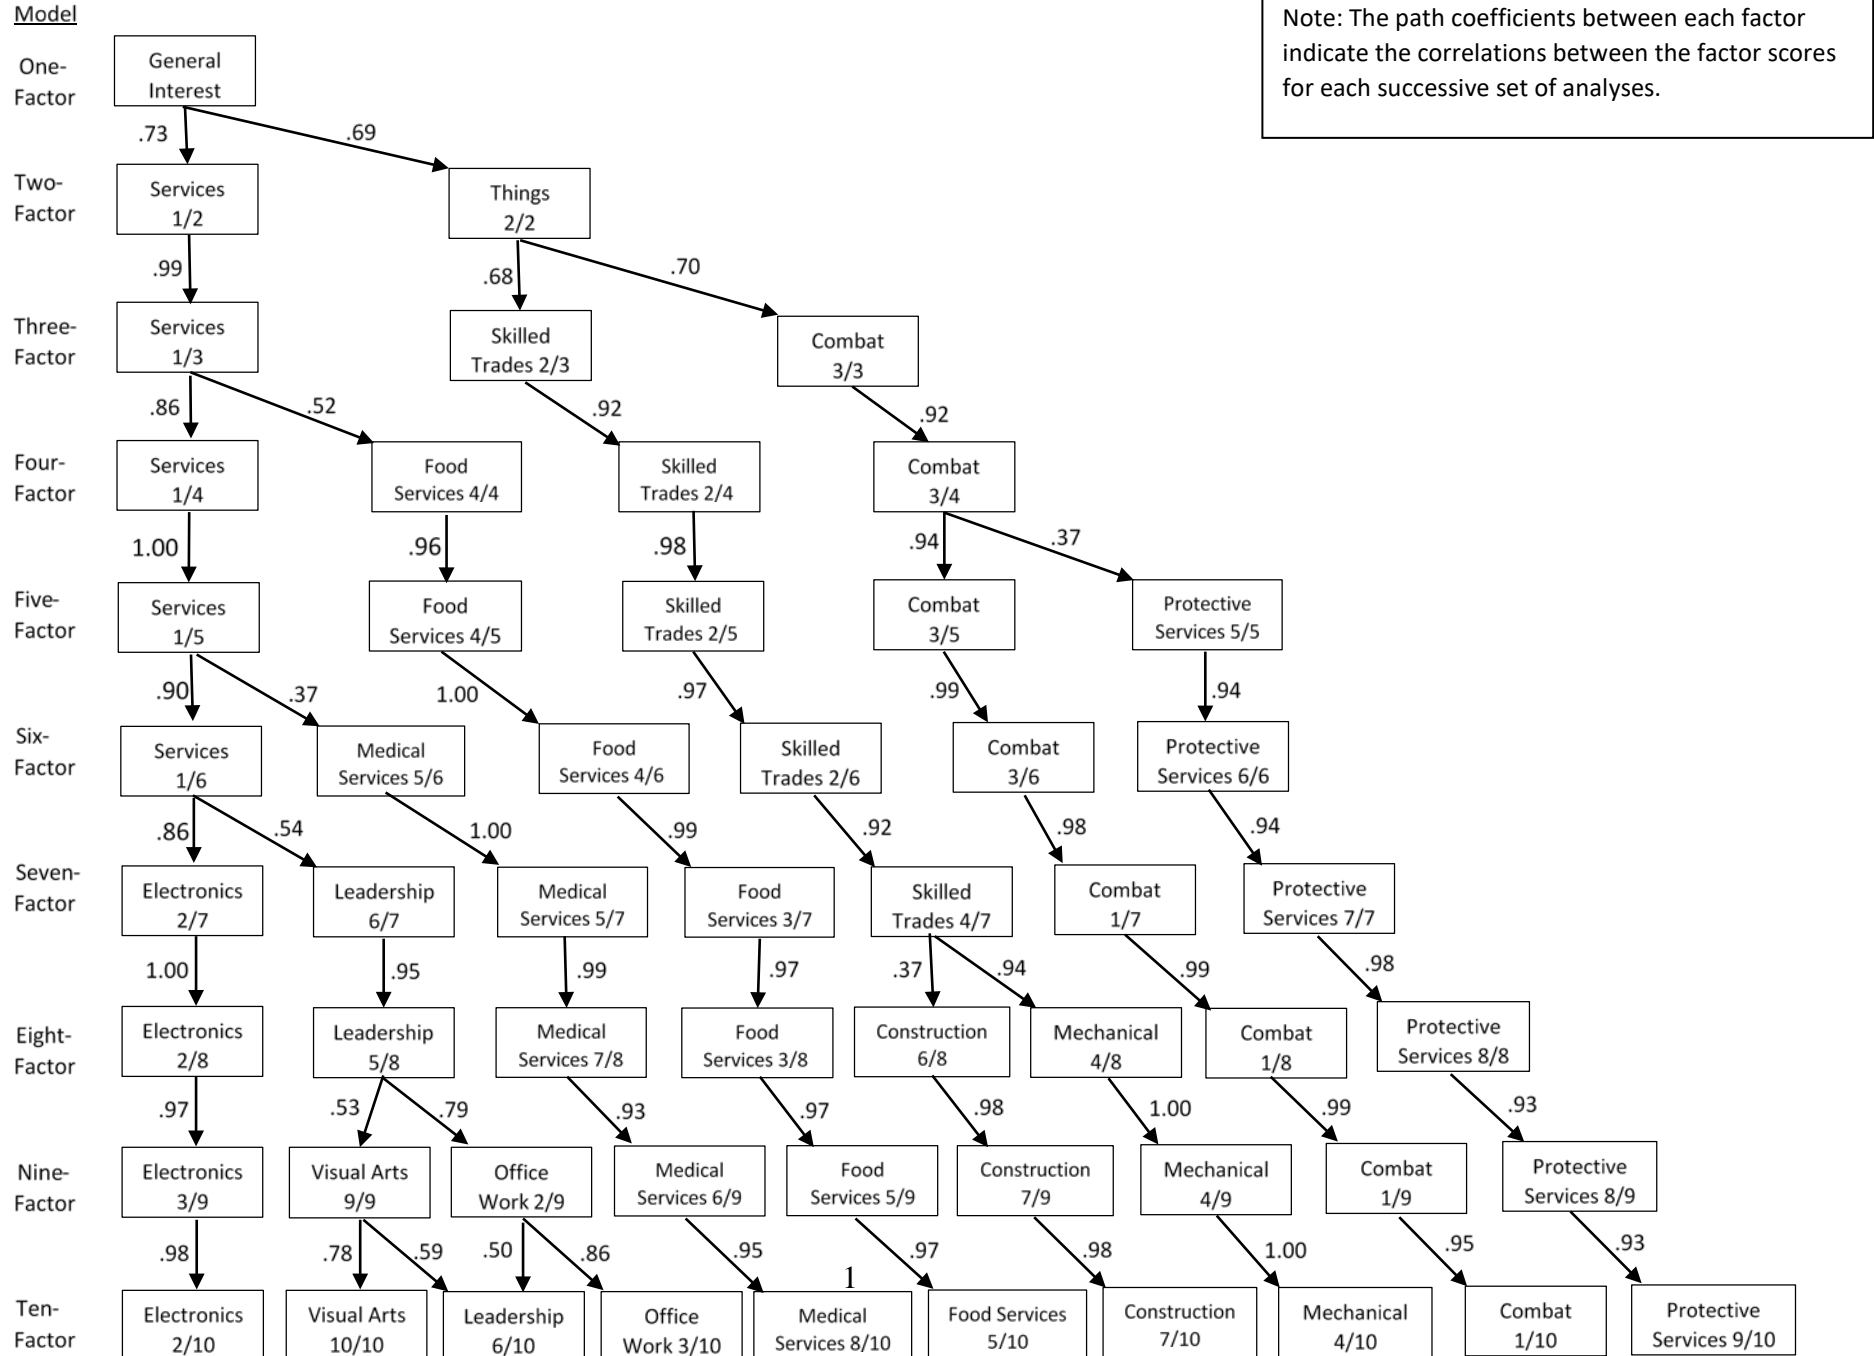 Model
Note: The path coefficients between each factor
indicate the correlations between the factor scores
for each successive set of analyses.
One-
Factor
General
Interest
.73
.69
Two-
Factor
Services
1/2
Things
2/2
.99
.68
.70
Three-
Factor
Services
1/3
Skilled
Trades 2/3
Combat
3/3
.86
.52
.92
.92
Four-
Factor
Services
1/4
Food
Services 4/4
Skilled
Trades 2/4
Combat
3/4
1.00
.96
.98
.94
.37
Five-
Factor
Services
1/5
Food
Services 4/5
Skilled
Trades 2/5
Combat
3/5
Protective
Services 5/5
.90
.37
1.00
.97
.99
.94
Six-
Factor
Services
1/6
Medical
Services 5/6
Food
Services 4/6
Skilled
Trades 2/6
Combat
3/6
Protective
Services 6/6
.86
.54
1.00
.99
.92
.98
.94
Seven-
Factor
Electronics
2/7
Leadership
6/7
Medical
Services 5/7
Food
Services 3/7
Skilled
Trades 4/7
Combat
1/7
Protective
Services 7/7
1.00
.95
.99
.97
.37
.94
.99
.98
Eight-
Factor
Electronics
2/8
Leadership
5/8
Medical
Services 7/8
Food
Services 3/8
Construction
6/8
Mechanical
4/8
Combat
1/8
Protective
Services 8/8
.97
.53
.79
.93
.97
.98
1.00
.99
.93
Nine-
Factor
Electronics
3/9
Visual Arts
9/9
Office
Work 2/9
Medical
Services 6/9
Food
Services 5/9
Construction
7/9
Mechanical
4/9
Combat
1/9
Protective
Services 8/9
.98
.78
.59
.50
.86
.95
1
.97
.98
1.00
.95
.93
Ten-
Factor
Electronics
2/10
Visual Arts
10/10
Leadership
6/10
Office
Work 3/10
Medical
Services 8/10
Food Services
5/10
Construction
7/10
Mechanical
4/10
Combat
1/10
Protective
Services 9/10